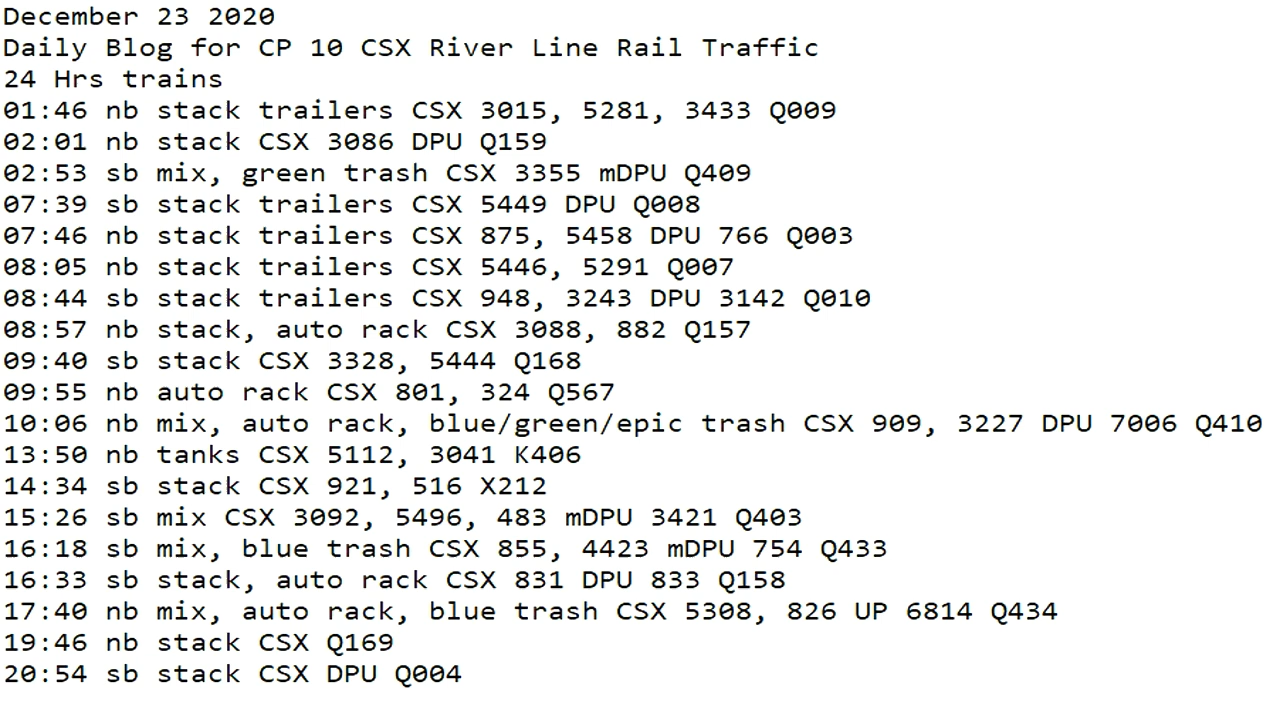 December 23 2020
Daily Blog for CP 10 CSX River Line Rail Traffic
24 Hrs trains
01:46 nb stack trailers CSX 3015, 5281, 3433 Q009
02:01 nb stack CSX 3086 DPU Q159
02:53 sb mix, green trash CSX 3355 mDPU Q409
07:39 sb stack trailers CSX 5449 DPU Q008
07:46 nb stack trailers CSX 875, 5458 DPU 766 Q003
08:05 nb stack trailers CSX 5446, 5291 Q007
08:44 sb stack trailers CSX 948, 3243 DPU 3142 Q010
08:57 nb stack, auto rack CSX 3088, 882 Q157
09:40 sb stack CSX 3328, 5444 Q168
09:55 nb auto rack CSX 801, 324 Q567
10:06 nb mix, auto rack, blue/green/epic trash CSX 909, 3227 DPU 7006 Q410
13:50 nb tanks CSX 5112, 3041 K406
14:34 sb stack CSX 921, 516 X212
15:26 sb mix CSX 3092, 5496, 483 mDPU 3421 Q403
16:18 sb mix, blue trash CSX 855, 4423 mDPU 754 Q433
16:33 sb stack, auto rack CSX 831 DPU 833 Q158
17:40 nb mix, auto rack, blue trash CSX 5308, 826 UP 6814 Q434
19:46 nb stack CSX Q169
20:54 sb stack CSX DPU Q004